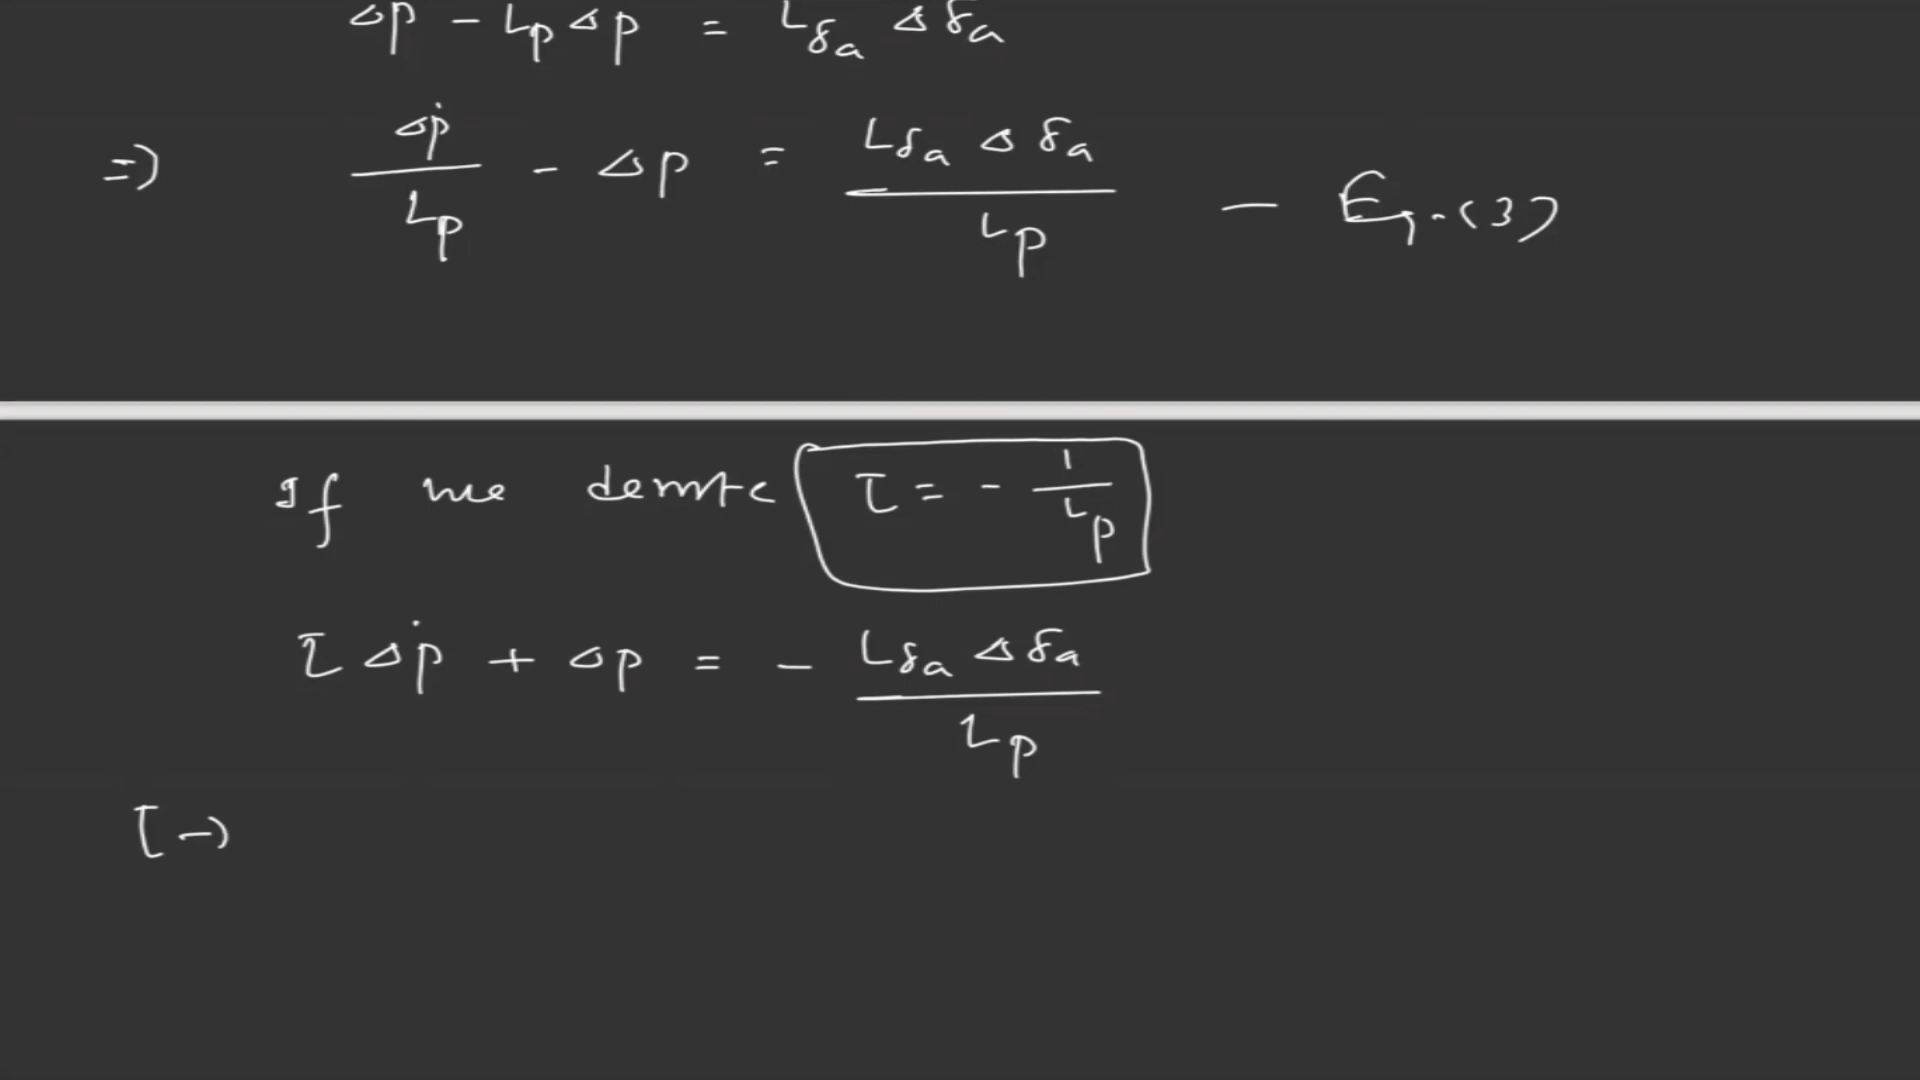 Δp - Lp Δp = Lδa Δδa
=> Δṗ/Lp - Δp = Lδa Δδa/Lp — Eq.(3)
If we denote τ = - 1/Lp
τ Δṗ + Δp = - Lδa Δδa/Lp
τ →